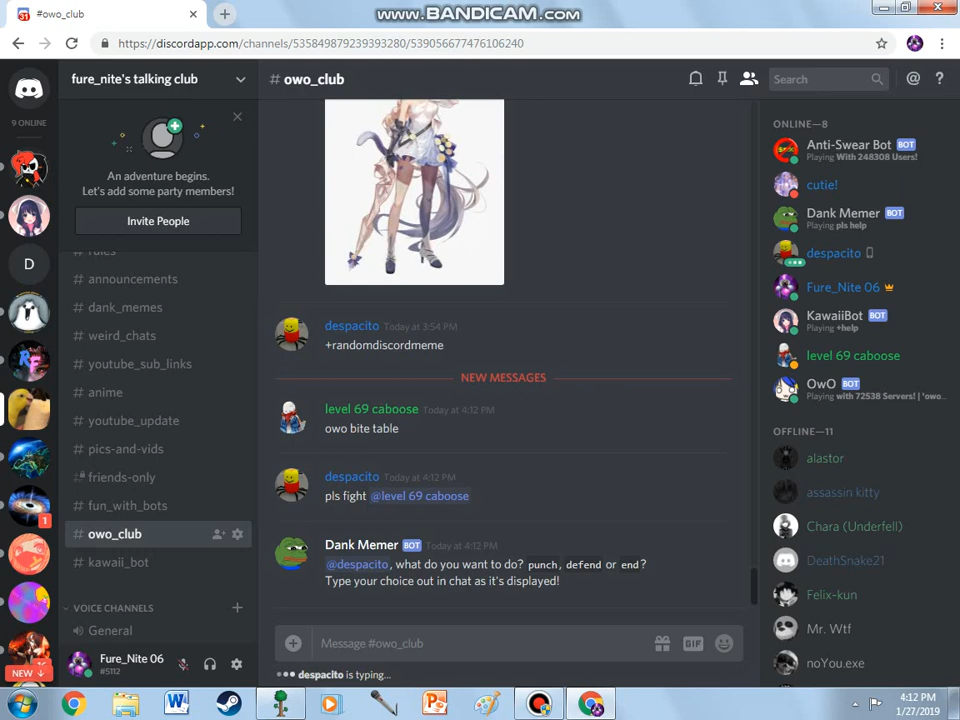 #owo_club
www.BANDICAM.com
https://discordapp.com/channels/535849879239393280/539056677476106240
9 ONLINE
D
1
NEW
fure_nite's talking club
An adventure begins.
Let's add some party members!
Invite People
# rules
# announcements
# dank_memes
# weird_chats
# youtube_sub_links
# anime
# youtube_update
# pics-and-vids
# friends-only
# fun_with_bots
# owo_club
# kawaii_bot
VOICE CHANNELS
General
Fure_Nite 06
#5112
# owo_club
Search
despacito Today at 3:54 PM
+randomdiscordmeme
NEW MESSAGES
level 69 caboose Today at 4:12 PM
owo bite table
despacito Today at 4:12 PM
pls fight @level 69 caboose
Dank Memer BOT Today at 4:12 PM
@despacito, what do you want to do? punch, defend or end?
Type your choice out in chat as it's displayed!
Message #owo_club
GIF
despacito is typing...
ONLINE—8
Anti-Swear Bot BOT
Playing With 248308 Users!
cutie!
Dank Memer BOT
Playing pls help
despacito
Fure_Nite 06
KawaiiBot BOT
Playing +help
level 69 caboose
OwO BOT
Playing with 72538 Servers! | 'owo...
OFFLINE—11
alastor
assassin kitty
Chara (Underfell)
DeathSnake21
Felix-kun
Mr. Wtf
noYou.exe
4:12 PM
1/27/2019